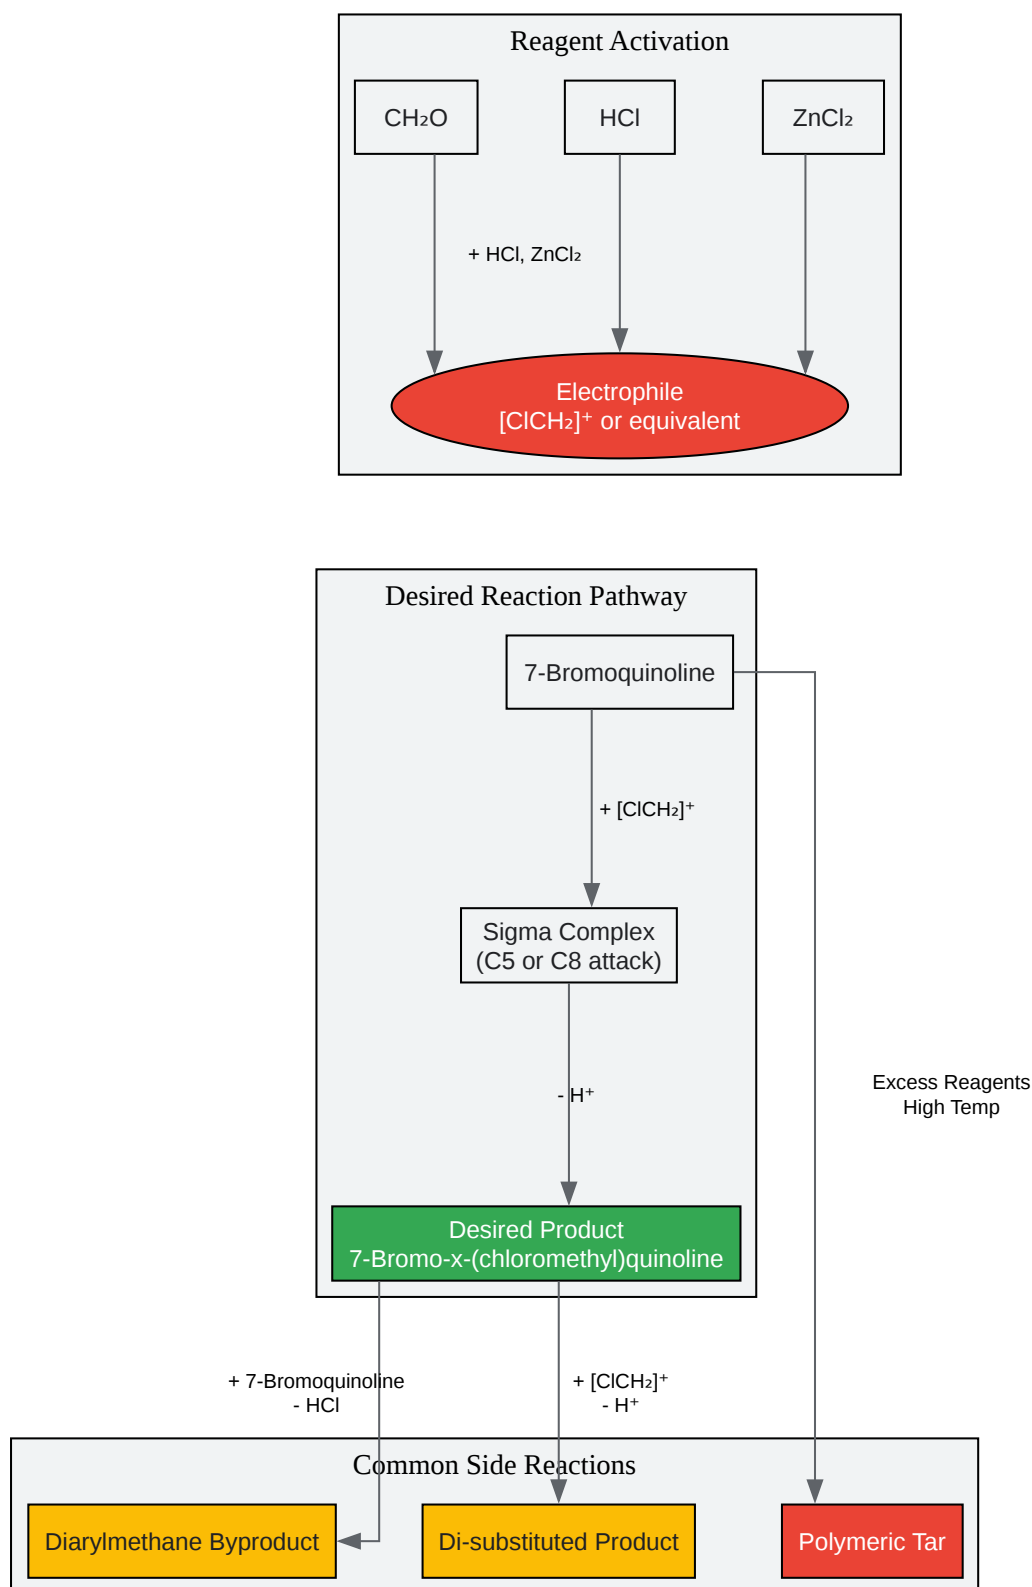 Reagent Activation
CH₂O
HCl
ZnCl₂
+ HCl, ZnCl₂
Electrophile
[ClCH₂]⁺ or equivalent
Desired Reaction Pathway
7-Bromoquinoline
+ [ClCH₂]⁺
Sigma Complex
(C5 or C8 attack)
- H⁺
Excess Reagents
High Temp
Desired Product
7-Bromo-x-(chloromethyl)quinoline
+ 7-Bromoquinoline
- HCl
+ [ClCH₂]⁺
- H⁺
Common Side Reactions
Diarylmethane Byproduct
Di-substituted Product
Polymeric Tar